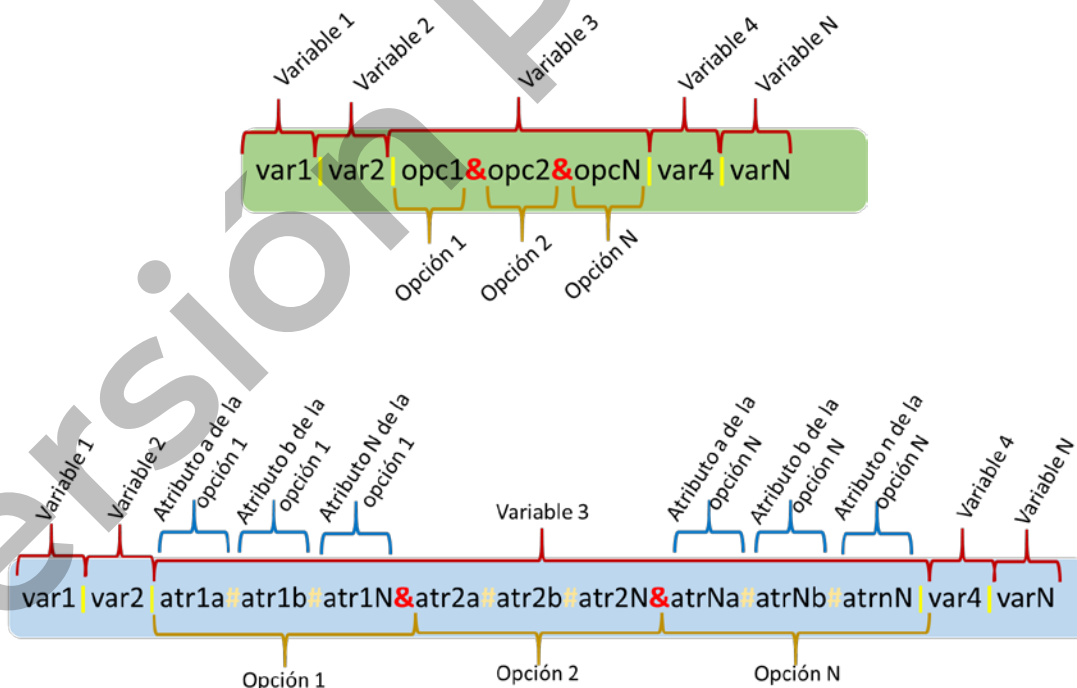 Variable 1
Variable 2
Variable 3
Variable 4
Variable N
var1|var2|opc1&opc2&opcN|var4|varN
Opción 1
Opción 2
Opción N
Variable 1
Variable 2
Atributo a de la
opción 1
Atributo b de la
opción 1
Atributo N de la
opción 1
Variable 3
Atributo a de la
opción N
Atributo b de la
opción N
Atributo n de la
opción N
Variable 4
Variable N
var1|var2|atr1a#atr1b#atr1N&atr2a#atr2b#atr2N&atrNa#atrNb#atrnN|var4|varN
Opción 1
Opción 2
Opción N
ersión